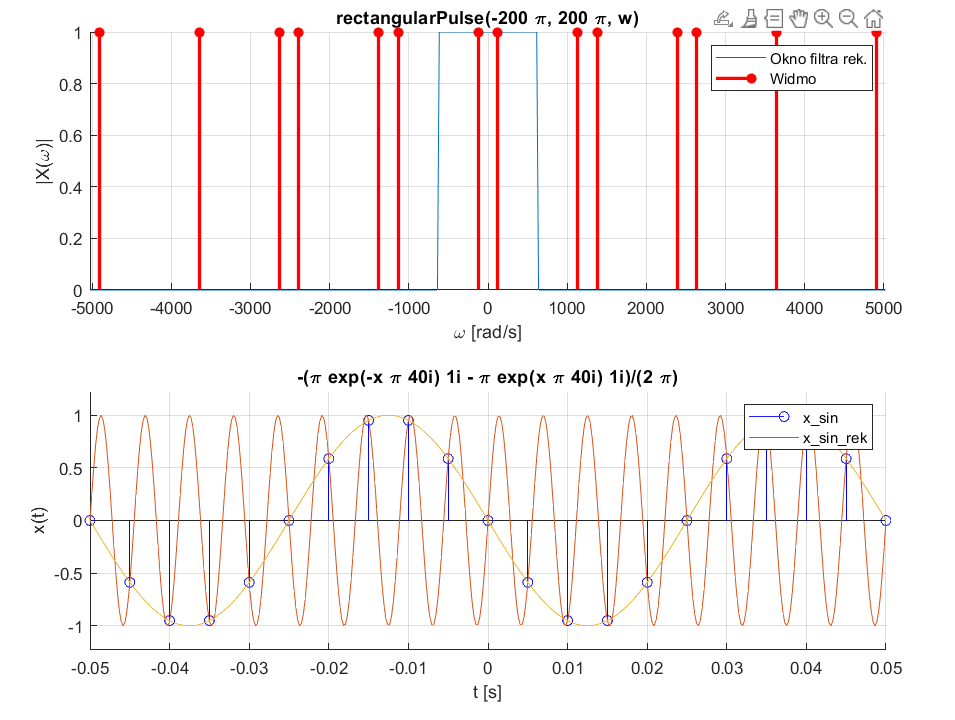 rectangularPulse(-200 π, 200 π, w)
1
0.8
0.6
0.4
0.2
0
|X(ω)|
Okno filtra rek.
Widmo
-5000 -4000 -3000 -2000 -1000 0 1000 2000 3000 4000 5000
ω [rad/s]
-(π exp(-x π 40i) 1i - π exp(x π 40i) 1i)/(2 π)
1
0.5
0
-0.5
-1
x(t)
x_sin
x_sin_rek
-0.05 -0.04 -0.03 -0.02 -0.01 0 0.01 0.02 0.03 0.04 0.05
t [s]